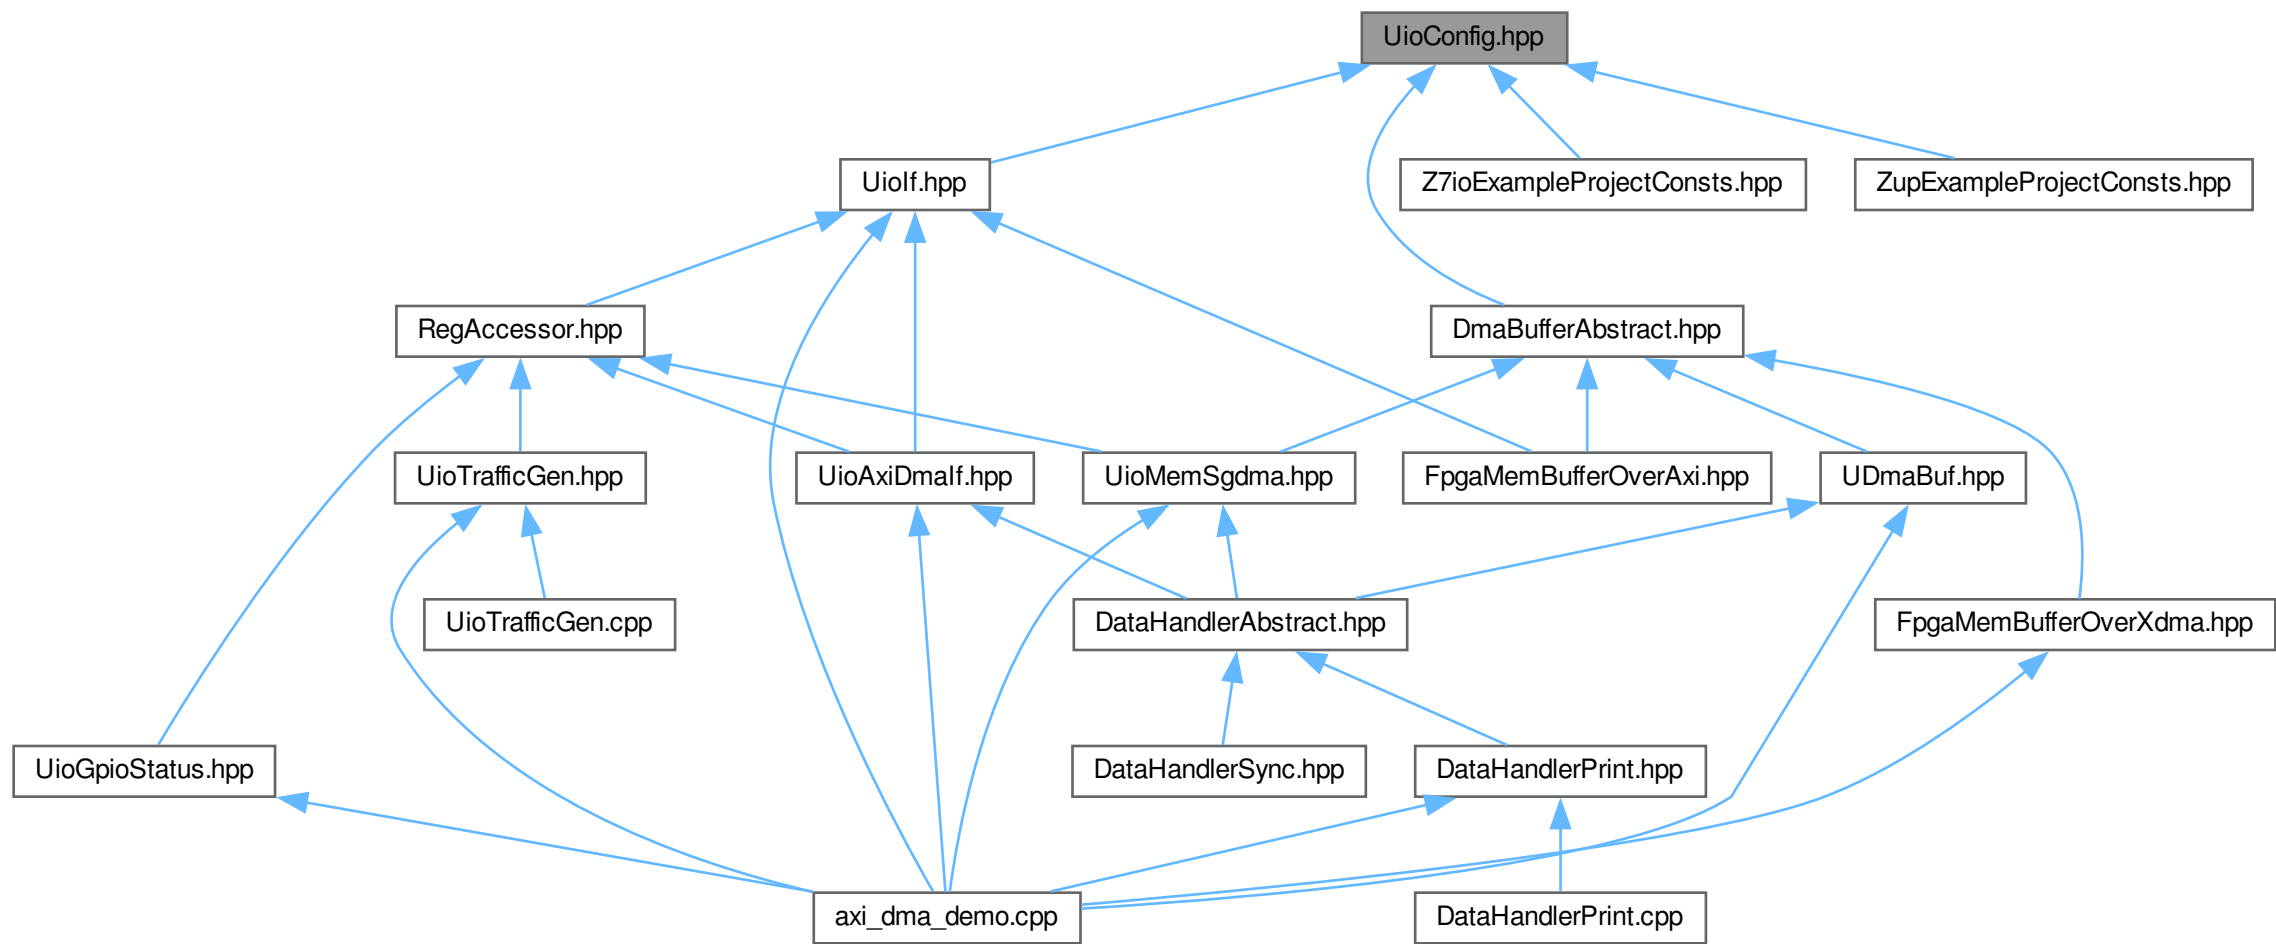 UioConfig.hpp
UioIf.hpp
Z7ioExampleProjectConsts.hpp
ZupExampleProjectConsts.hpp
RegAccessor.hpp
DmaBufferAbstract.hpp
UioTrafficGen.hpp
UioAxiDmaIf.hpp
UioMemSgdma.hpp
FpgaMemBufferOverAxi.hpp
UDmaBuf.hpp
UioTrafficGen.cpp
DataHandlerAbstract.hpp
FpgaMemBufferOverXdma.hpp
UioGpioStatus.hpp
DataHandlerSync.hpp
DataHandlerPrint.hpp
axi_dma_demo.cpp
DataHandlerPrint.cpp